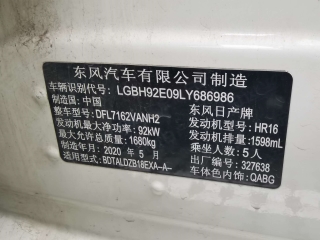 东风汽车有限公司制造
车辆识别代号: LGBH92E09LY686986
制造国: 中国 东风日产牌
整车型号: DFL7162VANH2 发动机型号: HR16
发动机最大净功率: 92kW 发动机排量: 1598mL
最大允许总质量: 1680kg 乘坐人数: 5人
制造年月: 2020年5月 出厂编号: 327638
适用型式: BDTALDZB18EXA-A- 车体色内饰: QABG